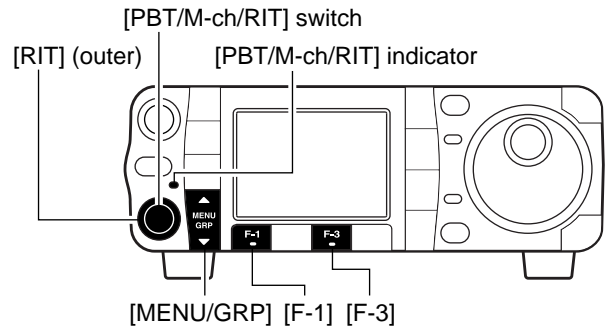 [PBT/M-ch/RIT] switch
[RIT] (outer)
[PBT/M-ch/RIT] indicator
MENU
GRP
F-1
F-3
[MENU/GRP]
[F-1]
[F-3]